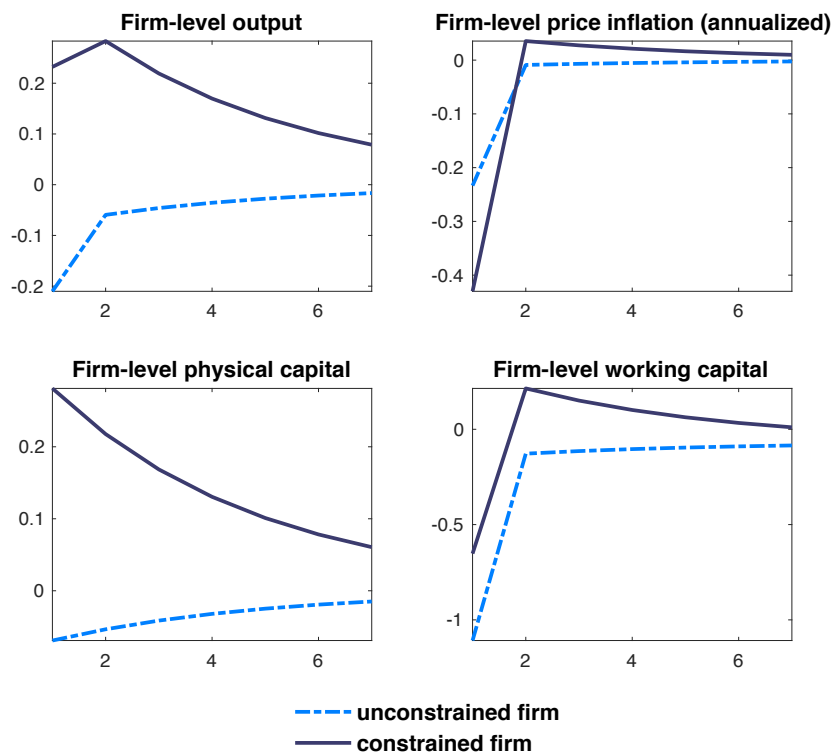 Firm-level output
0.2
0.1
0
-0.1
-0.2
2 4 6
Firm-level price inflation (annualized)
0
-0.1
-0.2
-0.3
-0.4
2 4 6
Firm-level physical capital
0.2
0.1
0
2 4 6
Firm-level working capital
0
-0.5
-1
2 4 6
unconstrained firm
constrained firm